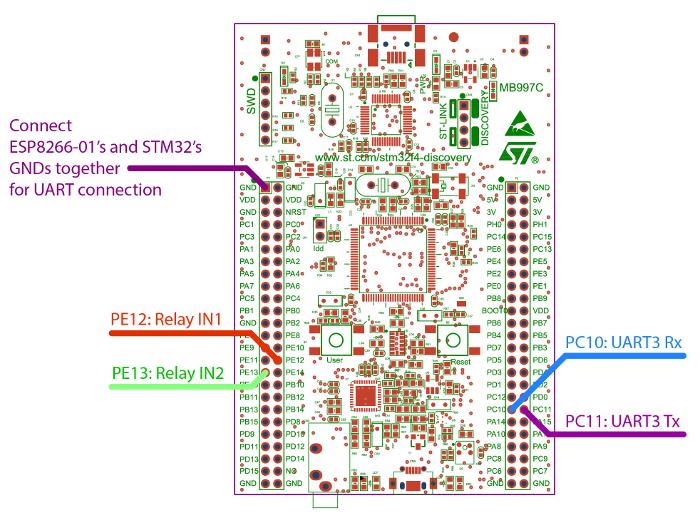 Connect
ESP8266-01's and STM32's
GNDs together
for UART connection
PE12: Relay IN1
PE13: Relay IN2
PC10: UART3 Rx
PC11: UART3 Tx
SWD
COM
PWR
ST-LINK
DISCOVERY
MB997C
www.st.com/stm32f4-discovery
Idd
User
Reset
GND GND GND GND
VDD VDD 5V 5V
GND NRST 3V 3V
PC1 PC0 PH0 PH1
PC3 PC2 PC14 PC15
PA1 PA0 PE6 PC13
PA3 PA2 PE4 PE5
PA5 PA4 PE2 PE3
PA7 PA6 PE0 PE1
PC5 PC4 PB8 PB9
PB1 PB0 BOOT0 VDD
GND PB2 PB6 PB7
PE8 PB4 PB5
PE9 PE10 PD7 PB3
PE11 PE12 PD5 PD6
PE13 PE14 PD3
PB10 PD1 PD2
PB11 PB12 PC12 PD0
PB13 PB14 PC10 PC11
PB15 PD8 PA14
PD9 PD10 PA10
PD11 PD12 PA8 PA9
PD13 PD14 PC8 PC9
PD15 PC6 PC7
GND GND GND GND